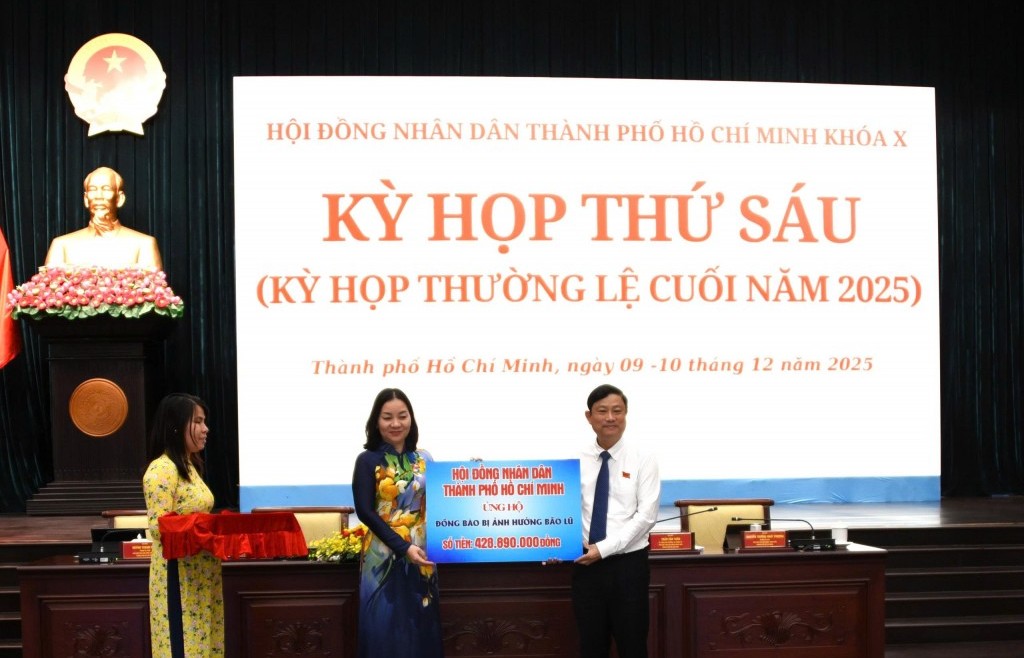 HỘI ĐỒNG NHÂN DÂN THÀNH PHỐ HỒ CHÍ MINH KHÓA X
KỲ HỌP THỨ SÁU
(KỲ HỌP THƯỜNG LỆ CUỐI NĂM 2025)
Thành phố Hồ Chí Minh, ngày 09 -10 tháng 12 năm 2025
HỘI ĐỒNG NHÂN DÂN
THÀNH PHỐ HỒ CHÍ MINH
ỦNG HỘ
ĐỒNG BÀO BỊ ẢNH HƯỞNG BÃO LŨ
SỐ TIỀN: 428.890.000 ĐỒNG